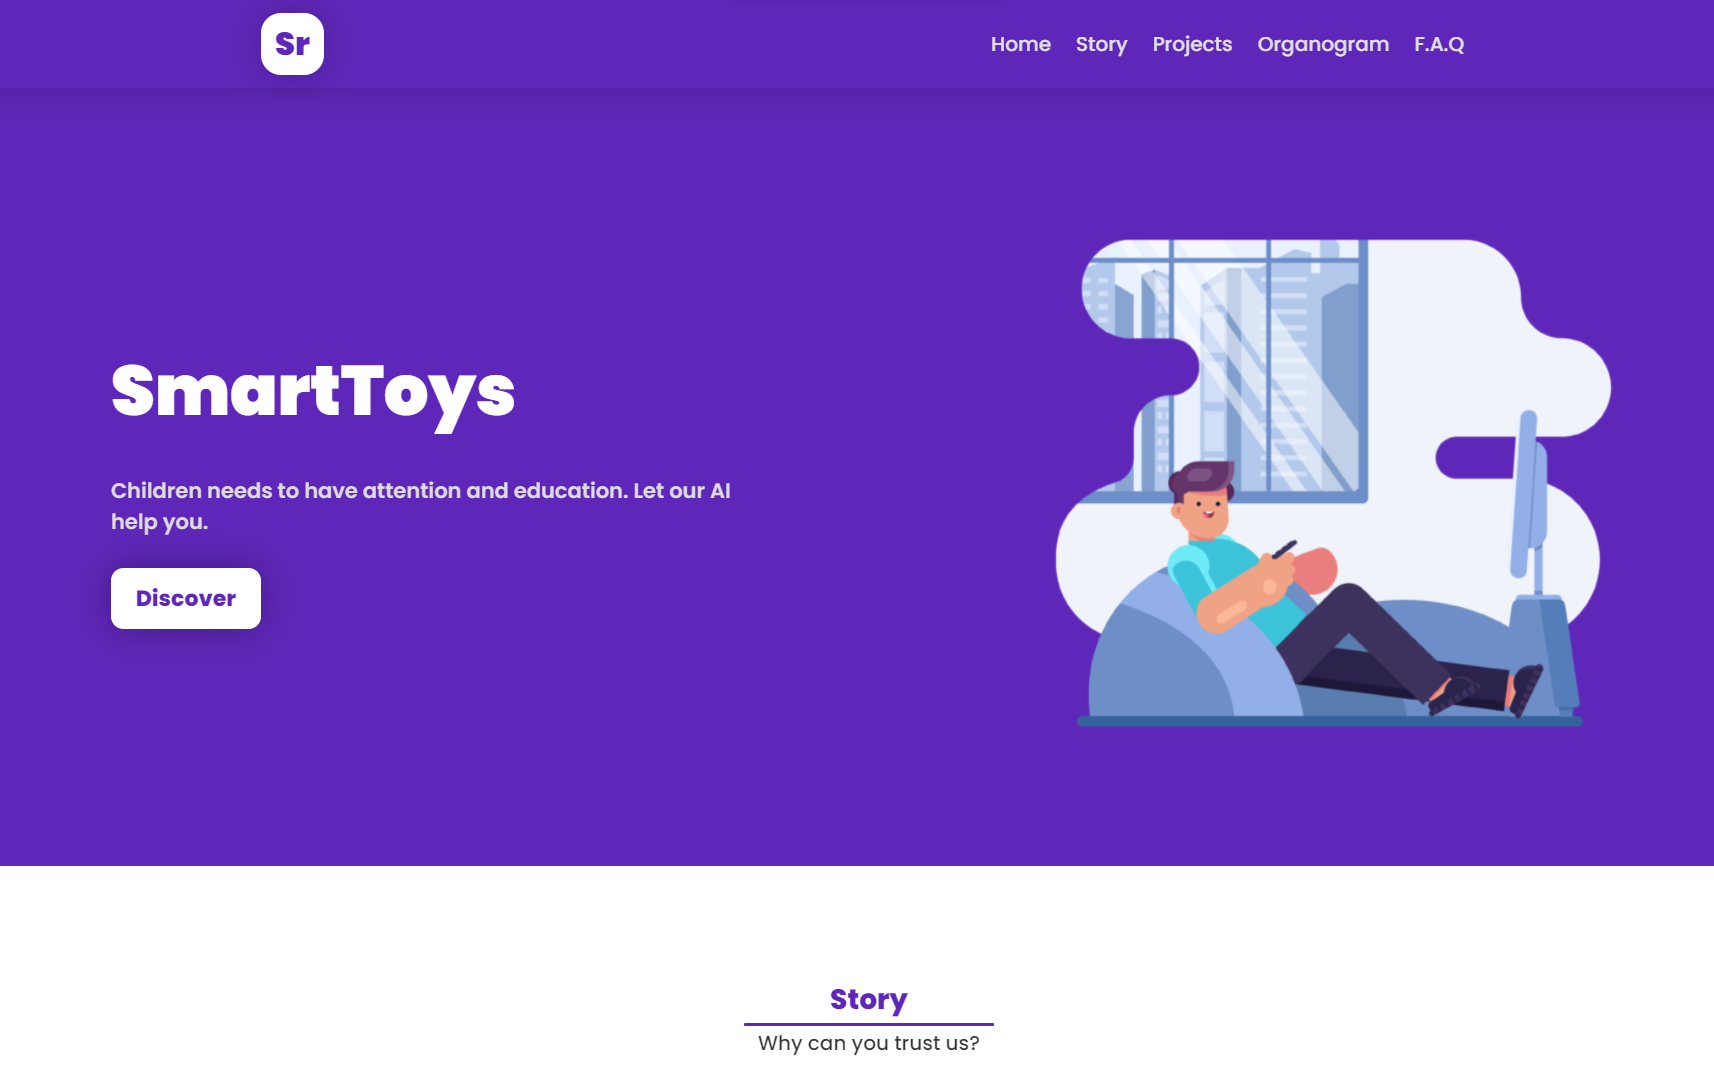 Sr
Home Story Projects Organogram F.A.Q
SmartToys
Children needs to have attention and education. Let our AI
help you.
Discover
Story
Why can you trust us?